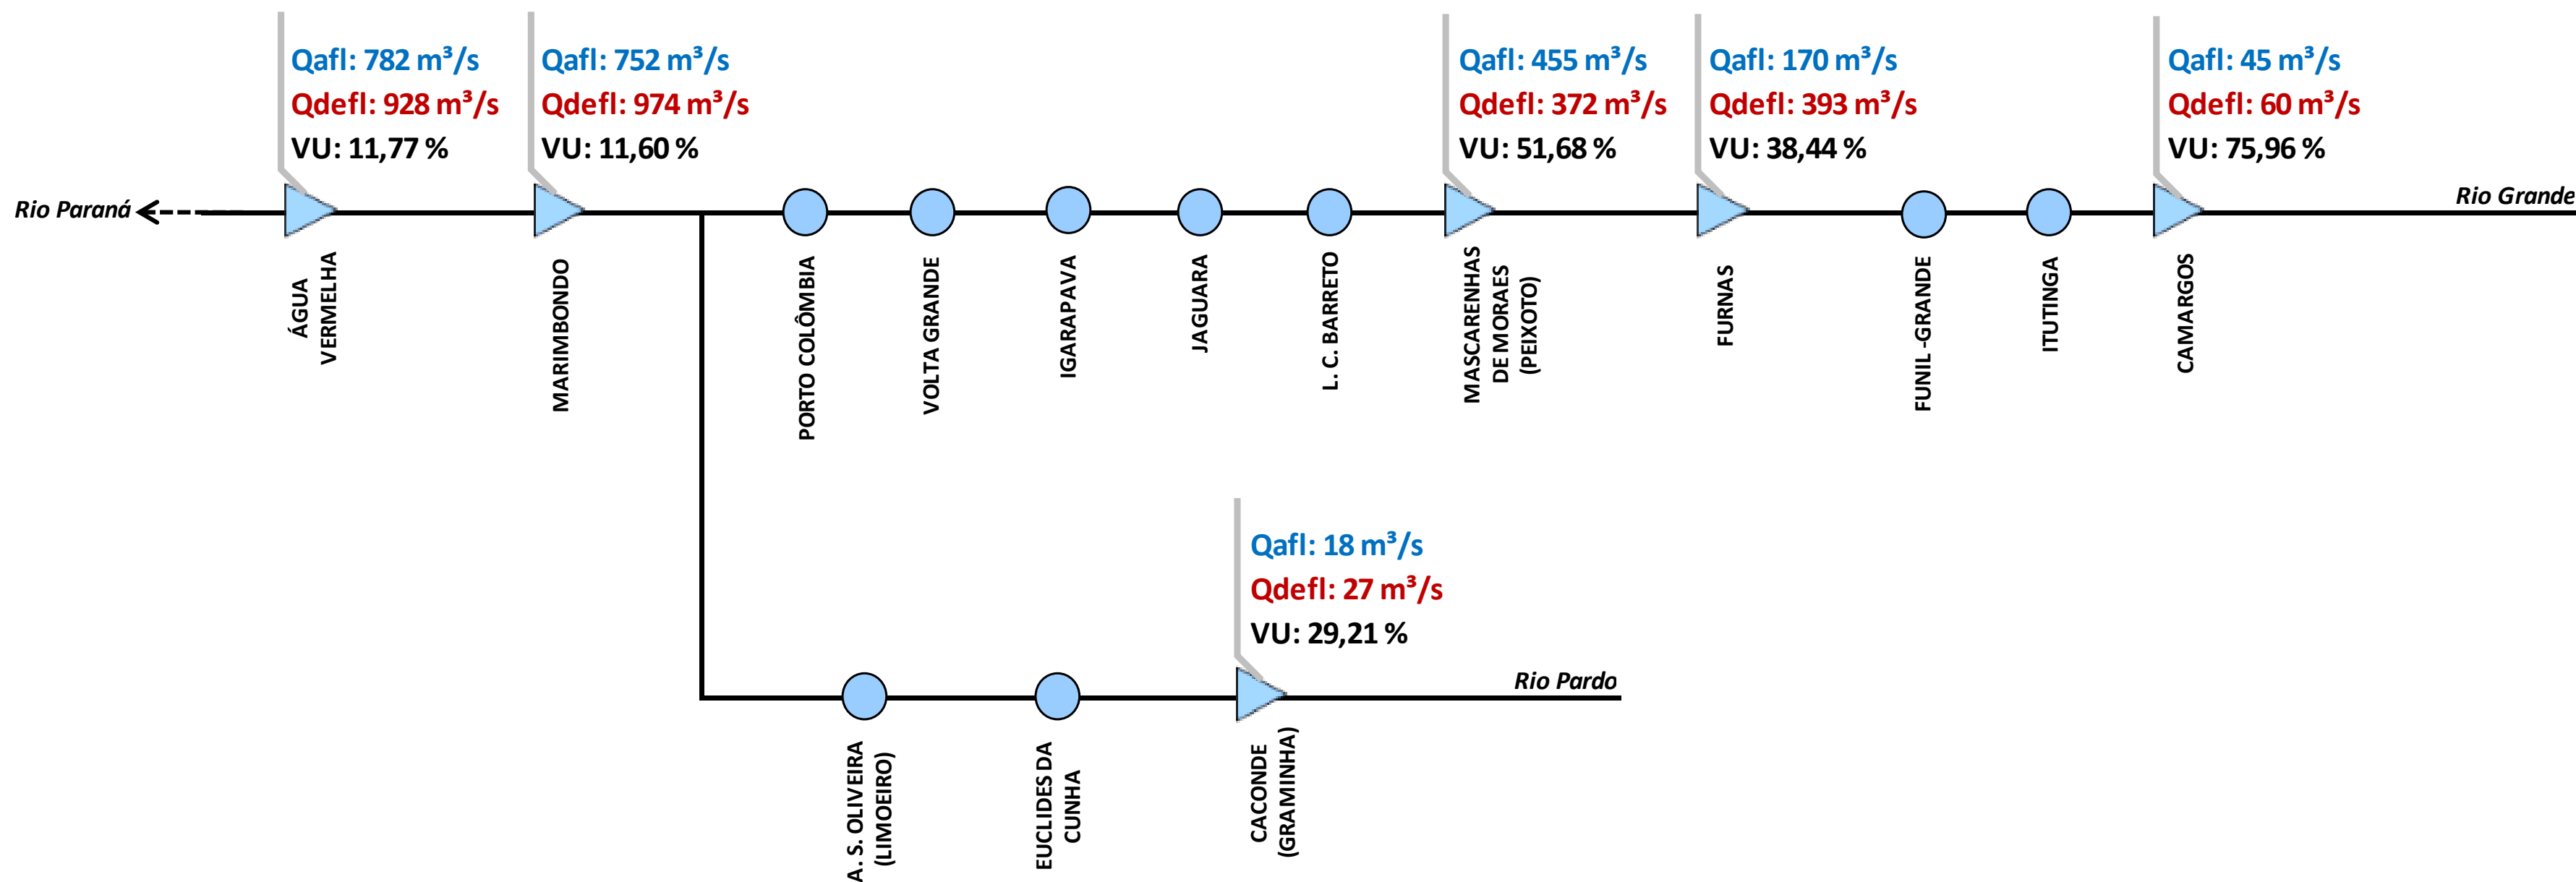 Qafl: 782 m³/s
Qdefl: 928 m³/s
VU: 11,77 %
Qafl: 752 m³/s
Qdefl: 974 m³/s
VU: 11,60 %
Qafl: 455 m³/s
Qdefl: 372 m³/s
VU: 51,68 %
Qafl: 170 m³/s
Qdefl: 393 m³/s
VU: 38,44 %
Qafl: 45 m³/s
Qdefl: 60 m³/s
VU: 75,96 %
Rio Paraná
Rio Grande
ÁGUA
VERMELHA
MARIMBONDO
PORTO COLÔMBIA
VOLTA GRANDE
IGARAPAVA
JAGUARA
L. C. BARRETO
MASCARENHAS
DE MORAES
(PEIXOTO)
FURNAS
FUNIL -GRANDE
ITUTINGA
CAMARGOS
Qafl: 18 m³/s
Qdefl: 27 m³/s
VU: 29,21 %
Rio Pardo
A. S. OLIVEIRA
(LIMOEIRO)
EUCLIDES DA
CUNHA
CACONDE
(GRAMINHA)